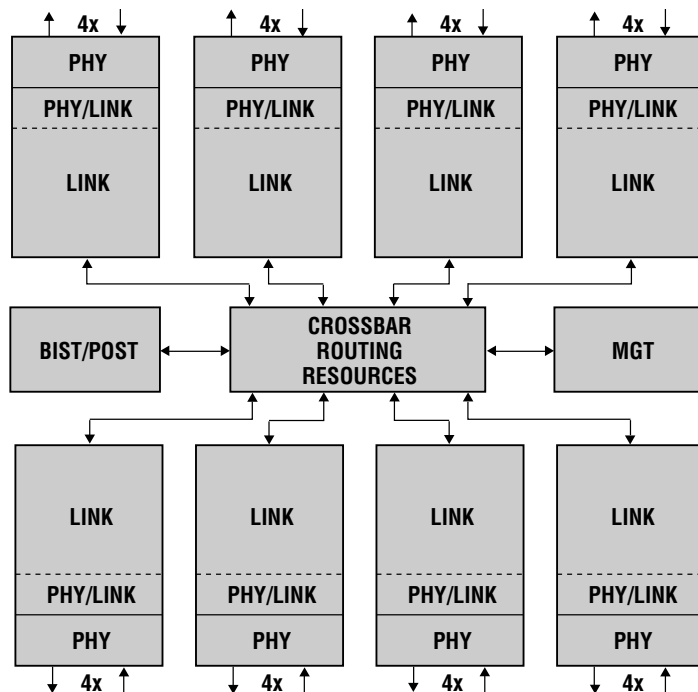 4x 4x 4x 4x
PHY PHY PHY PHY
PHY/LINK PHY/LINK PHY/LINK PHY/LINK
LINK LINK LINK LINK
BIST/POST
CROSSBAR
ROUTING
RESOURCES
MGT
LINK LINK LINK LINK
PHY/LINK PHY/LINK PHY/LINK PHY/LINK
PHY PHY PHY PHY
4x 4x 4x 4x